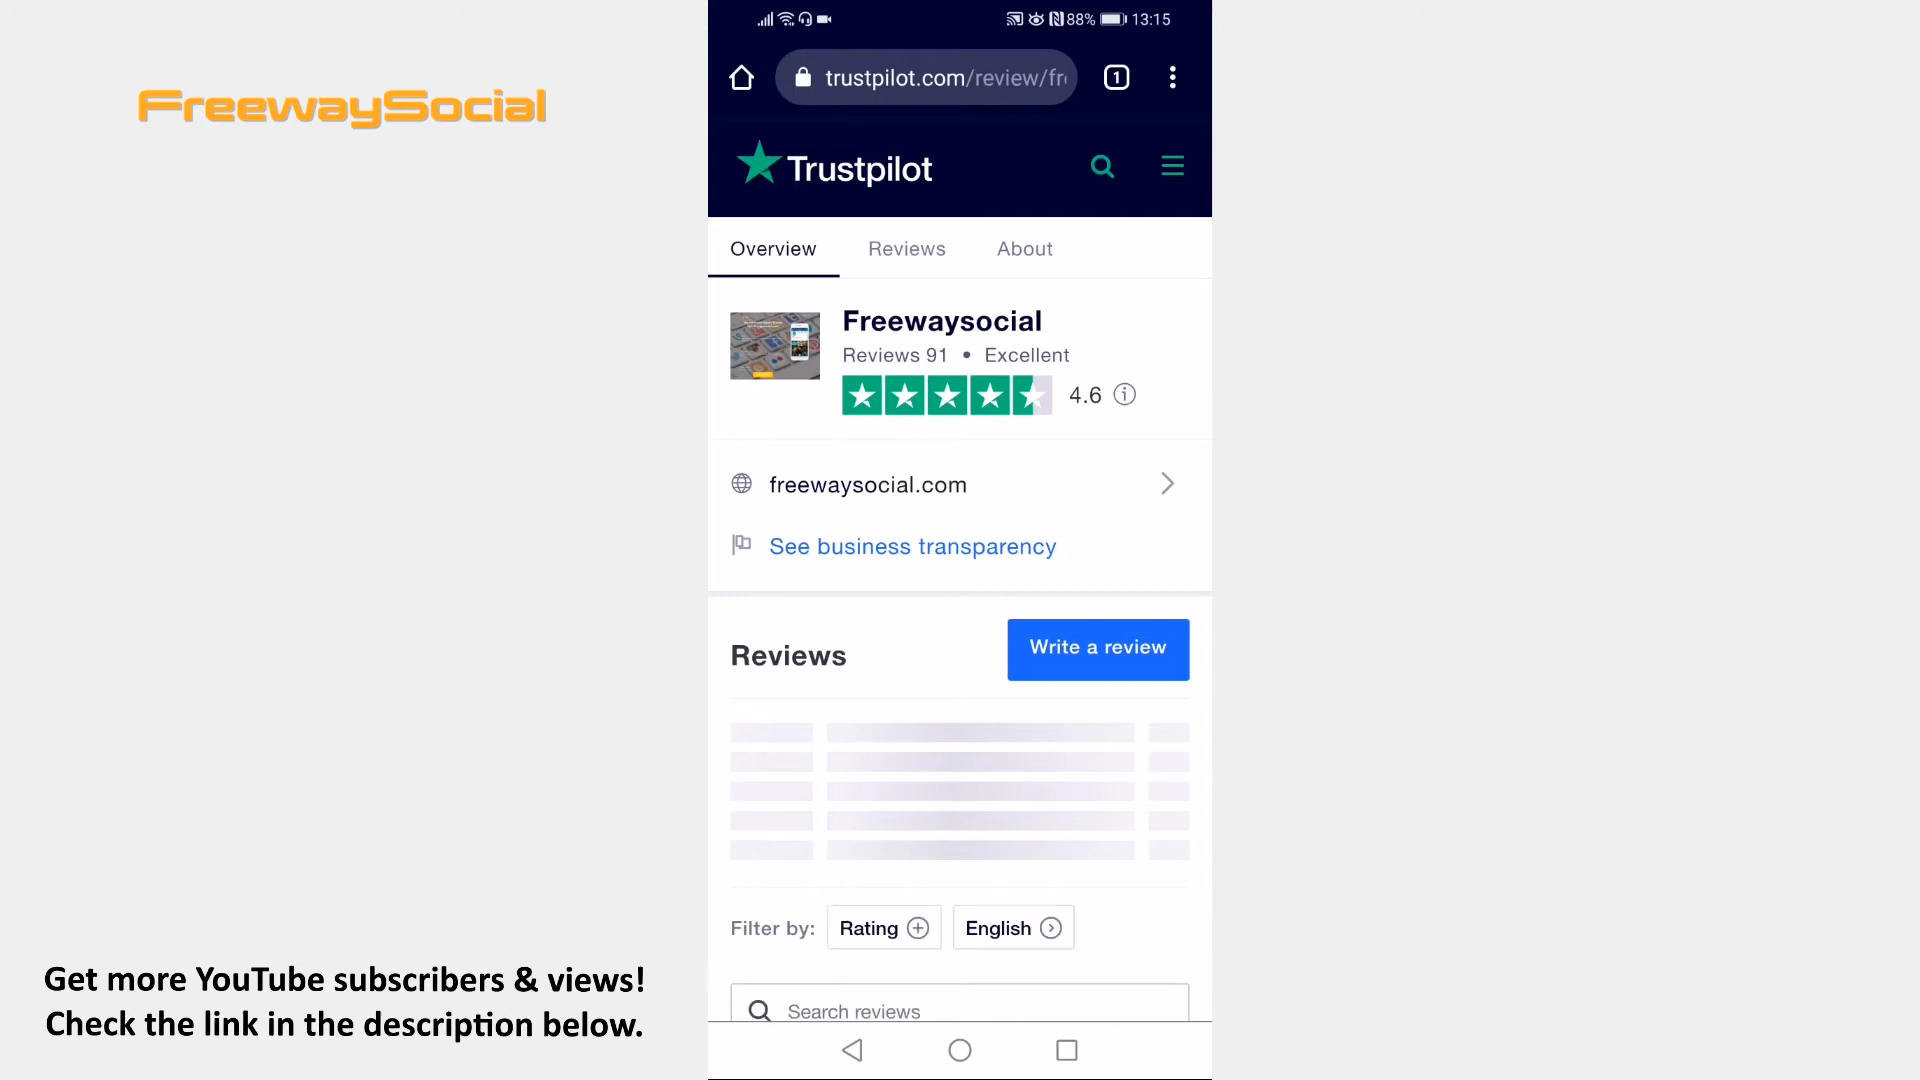 88% 13:15
trustpilot.com/review/fr
1
FreewaySocial
Trustpilot
Overview Reviews About
Freewaysocial
Reviews 91 • Excellent
4.6
freewaysocial.com
See business transparency
Reviews
Write a review
Filter by: Rating English
Search reviews
Get more YouTube subscribers & views!
Check the link in the description below.